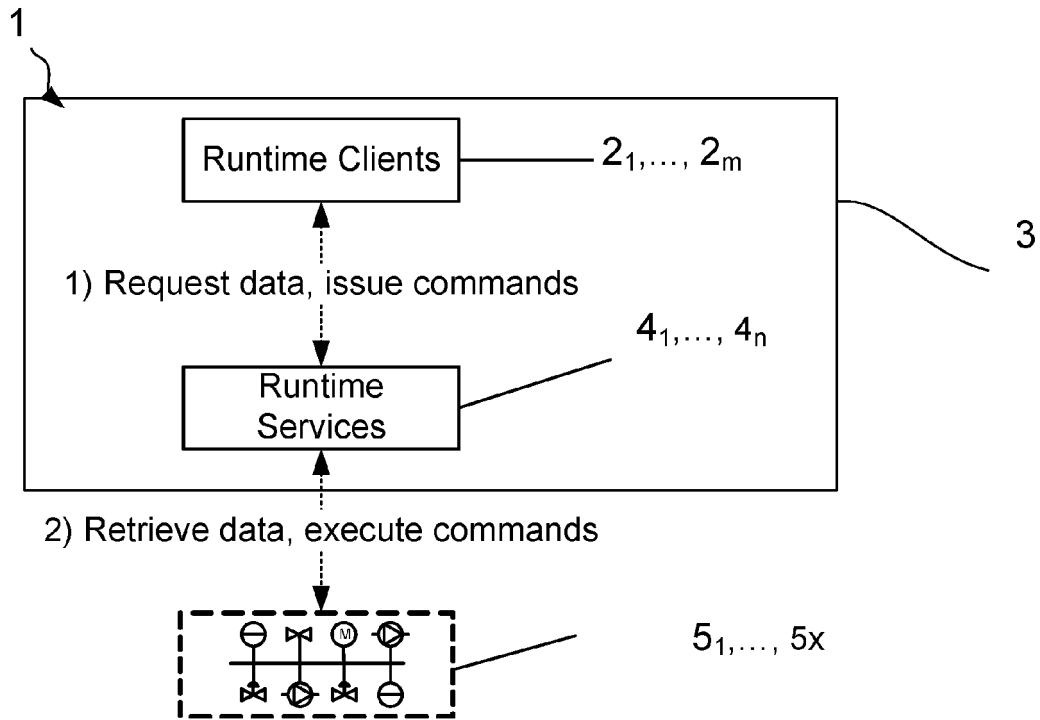 1
Runtime Clients
2₁,..., 2ₘ
3
1) Request data, issue commands
4₁,..., 4ₙ
Runtime
Services
2) Retrieve data, execute commands
M
5₁,..., 5x